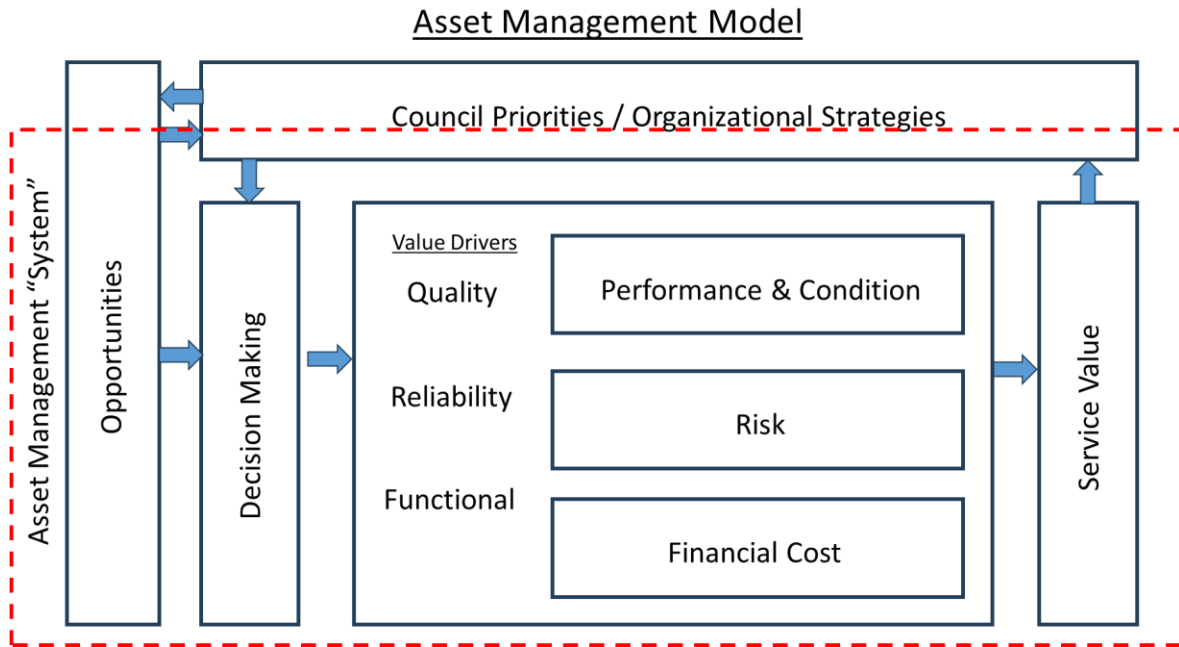 Asset Management Model
Council Priorities / Organizational Strategies
Asset Management “System”
Opportunities
Decision Making
Value Drivers
Quality
Performance & Condition
Reliability
Risk
Functional
Financial Cost
Service Value